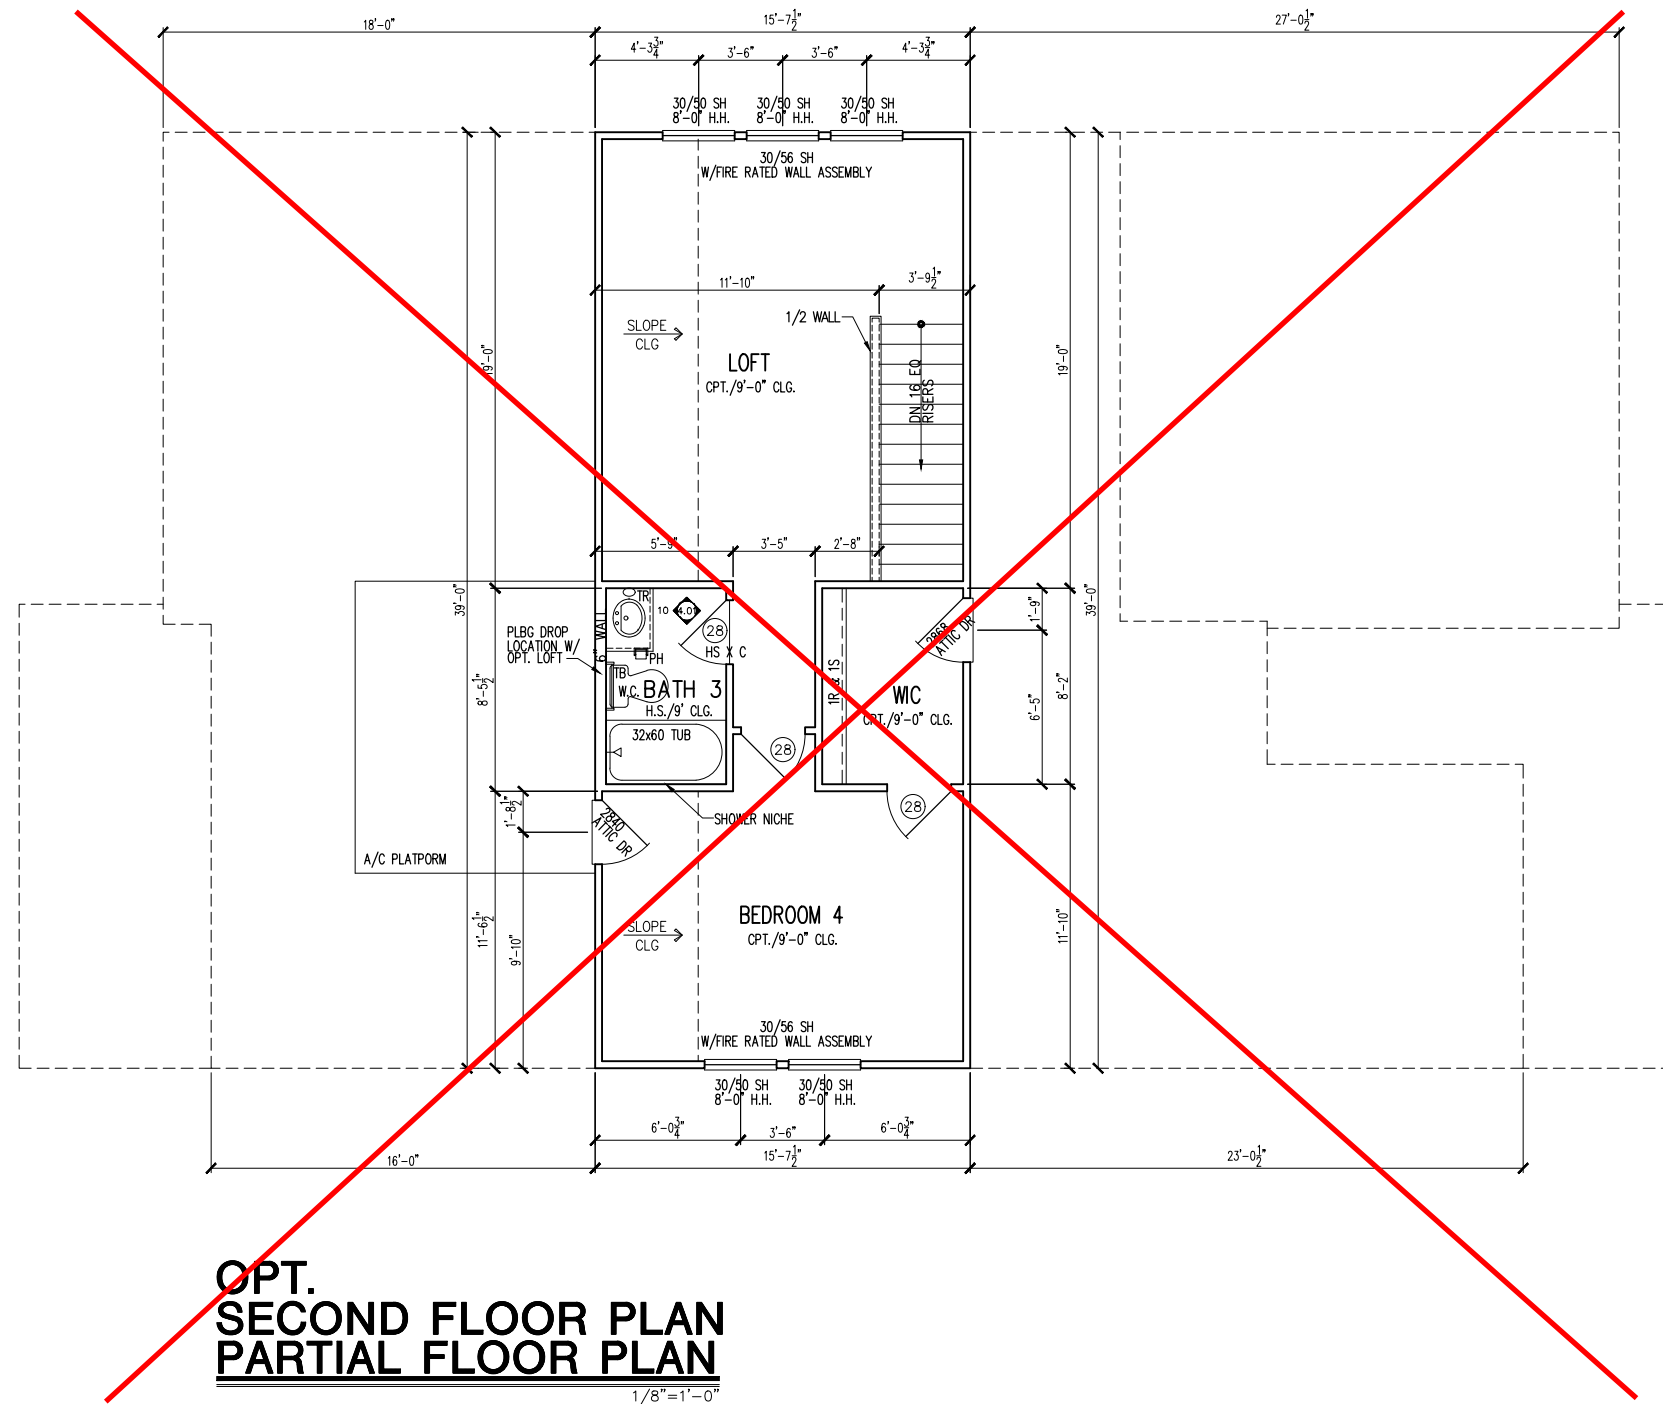 18'-0"
15'-7 1/2"
27'-0 1/2"
4'-3 3/4"
3'-6"
3'-6"
4'-3 3/4"
30/50 SH
8'-0" H.H.
30/50 SH
8'-0" H.H.
30/50 SH
8'-0" H.H.
30/56 SH
W/FIRE RATED WALL ASSEMBLY
11'-10"
3'-9 1/2"
1/2 WALL
SLOPE
CLG
LOFT
CPT./9'-0" CLG.
DN 16 EQ
RISERS
19'-0"
19'-0"
5'-9"
3'-5"
2'-8"
39'-0"
39'-0"
1'-9"
TR
10
4.01
28
HS X C
6" WALL
PLBG DROP
LOCATION W/
OPT. LOFT
PH
TB
W.C.
BATH 3
H.S./9' CLG.
32x60 TUB
28
1R & 1S
WIC
CPT./9'-0" CLG.
2868
ATTIC DR
8'-5 1/2"
6'-5"
8'-2"
28
SHOWER NICHE
1'-8 1/2"
2840
ATTIC DR
A/C PLATPORM
BEDROOM 4
CPT./9'-0" CLG.
SLOPE
CLG
11'-6 1/2"
9'-10"
11'-10"
30/56 SH
W/FIRE RATED WALL ASSEMBLY
30/50 SH
8'-0" H.H.
30/50 SH
8'-0" H.H.
6'-0 3/4"
3'-6"
6'-0 3/4"
16'-0"
15'-7 1/2"
23'-0 1/2"
OPT.
SECOND FLOOR PLAN
PARTIAL FLOOR PLAN
1/8"=1'-0"